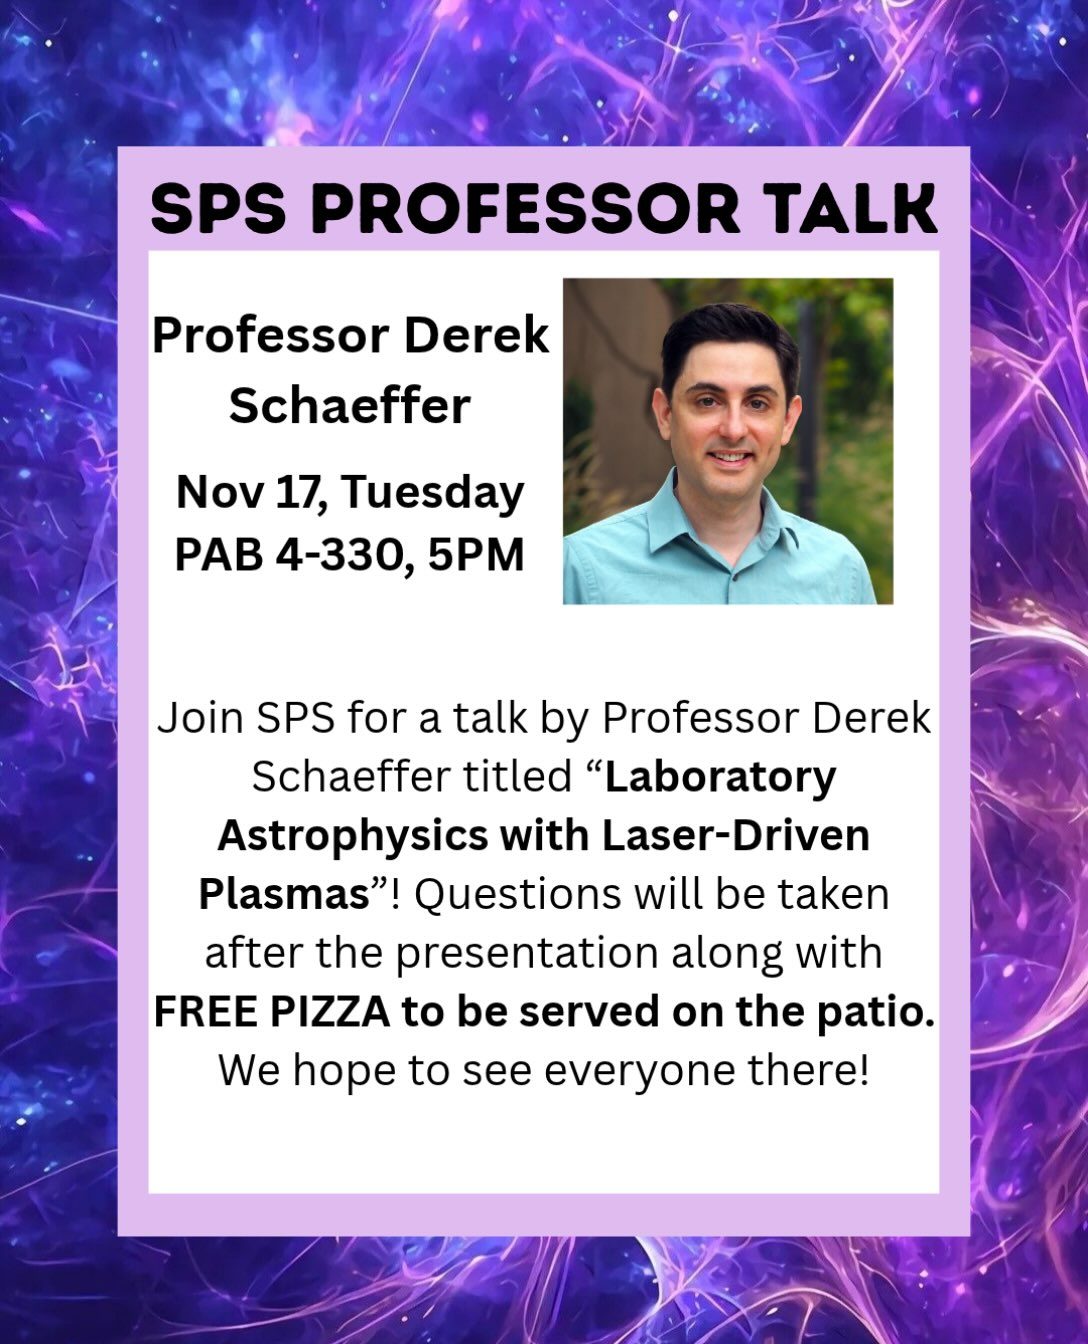 SPS PROFESSOR TALK
Professor Derek
Schaeffer
Nov 17, Tuesday
PAB 4-330, 5PM
Join SPS for a talk by Professor Derek
Schaeffer titled “Laboratory
Astrophysics with Laser-Driven
Plasmas”! Questions will be taken
after the presentation along with
FREE PIZZA to be served on the patio.
We hope to see everyone there!